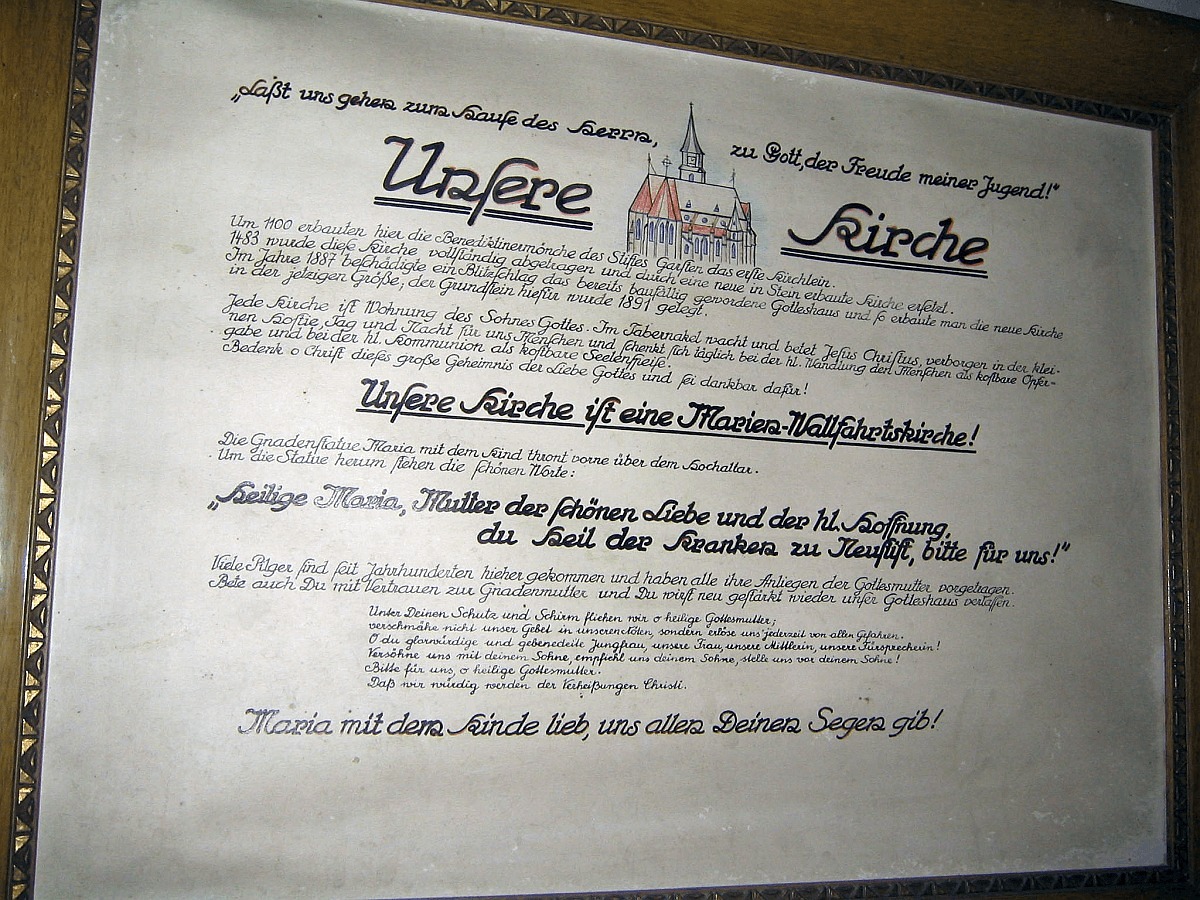 „Laßt uns gehen zum Hause des Herrn, zu Gott, der Freude meiner Jugend!“
Unsere Kirche
Um 1100 erbauten hier die Benediktinermönche des Stiftes Garsten das erste Kirchlein.
1483 wurde diese Kirche vollständig abgetragen und durch eine neue in Stein erbaute Kirche ersetzt.
Im Jahre 1887 beschädigte ein Blitzschlag das bereits baufällig gewordene Gotteshaus und so erbaute man die neue Kirche
in der jetzigen Größe; der Grundstein hiefür wurde 1891 gelegt.
Jede Kirche ist Wohnung des Sohnes Gottes. Im Tabernakel wacht und betet Jesus Christus, verborgen in der klei-
nen Hostie Tag und Nacht für uns Menschen und schenkt sich täglich bei der hl. Wandlung den Menschen als kostbare Opfer-
gabe und bei der hl. Kommunion als kostbare Seelenspeise.
Bedenk o Christ dieses große Geheimnis der Liebe Gottes und sei dankbar dafür!
Unsere Kirche ist eine Marien-Wallfahrtskirche!
Die Gnadenstatue Maria mit dem Kind thront vorne über dem Hochaltar.
Um die Statue herum stehen die schönen Worte:
„Heilige Maria, Mutter der schönen Liebe und der hl. Hoffnung,
du Heil der Kranken zu Neustift, bitte für uns!“
Viele Pilger sind seit Jahrhunderten hieher gekommen und haben alle ihre Anliegen der Gottesmutter vorgetragen.
Bete auch Du mit Vertrauen zur Gnadenmutter und Du wirst neu gestärkt wieder unser Gotteshaus verlassen.
Unter Deinen Schutz und Schirm fliehen wir o heilige Gottesmutter;
verschmähe nicht unser Gebet in unseren Nöten, sondern erlöse uns jederzeit von allen Gefahren.
O du glorwürdige und gebenedeite Jungfrau, unsere Frau, unsere Mittlerin, unsere Fürsprecherin!
Versöhne uns mit deinem Sohne, empfiehl uns deinem Sohne, stelle uns vor deinem Sohne!
Bitte für uns, o heilige Gottesmutter.
Daß wir würdig werden der Verheißungen Christi.
Maria mit dem Kinde lieb, uns allen Deinen Segen gib!